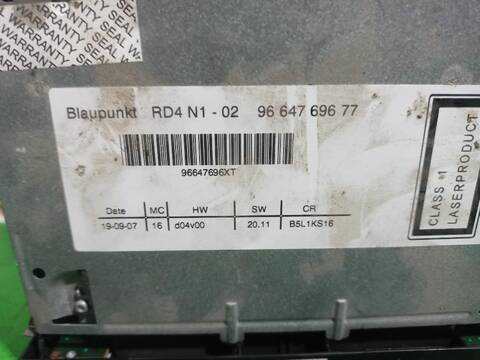 WARRANTY SEAL WARRANTY
Blaupunkt RD4 N1 - 02 96 647 696 77
96647696XT
Date MC HW SW CR
19-09-07 16 d04v00 20.11 B5L1KS16
CLASS 1
LASERPRODUCT